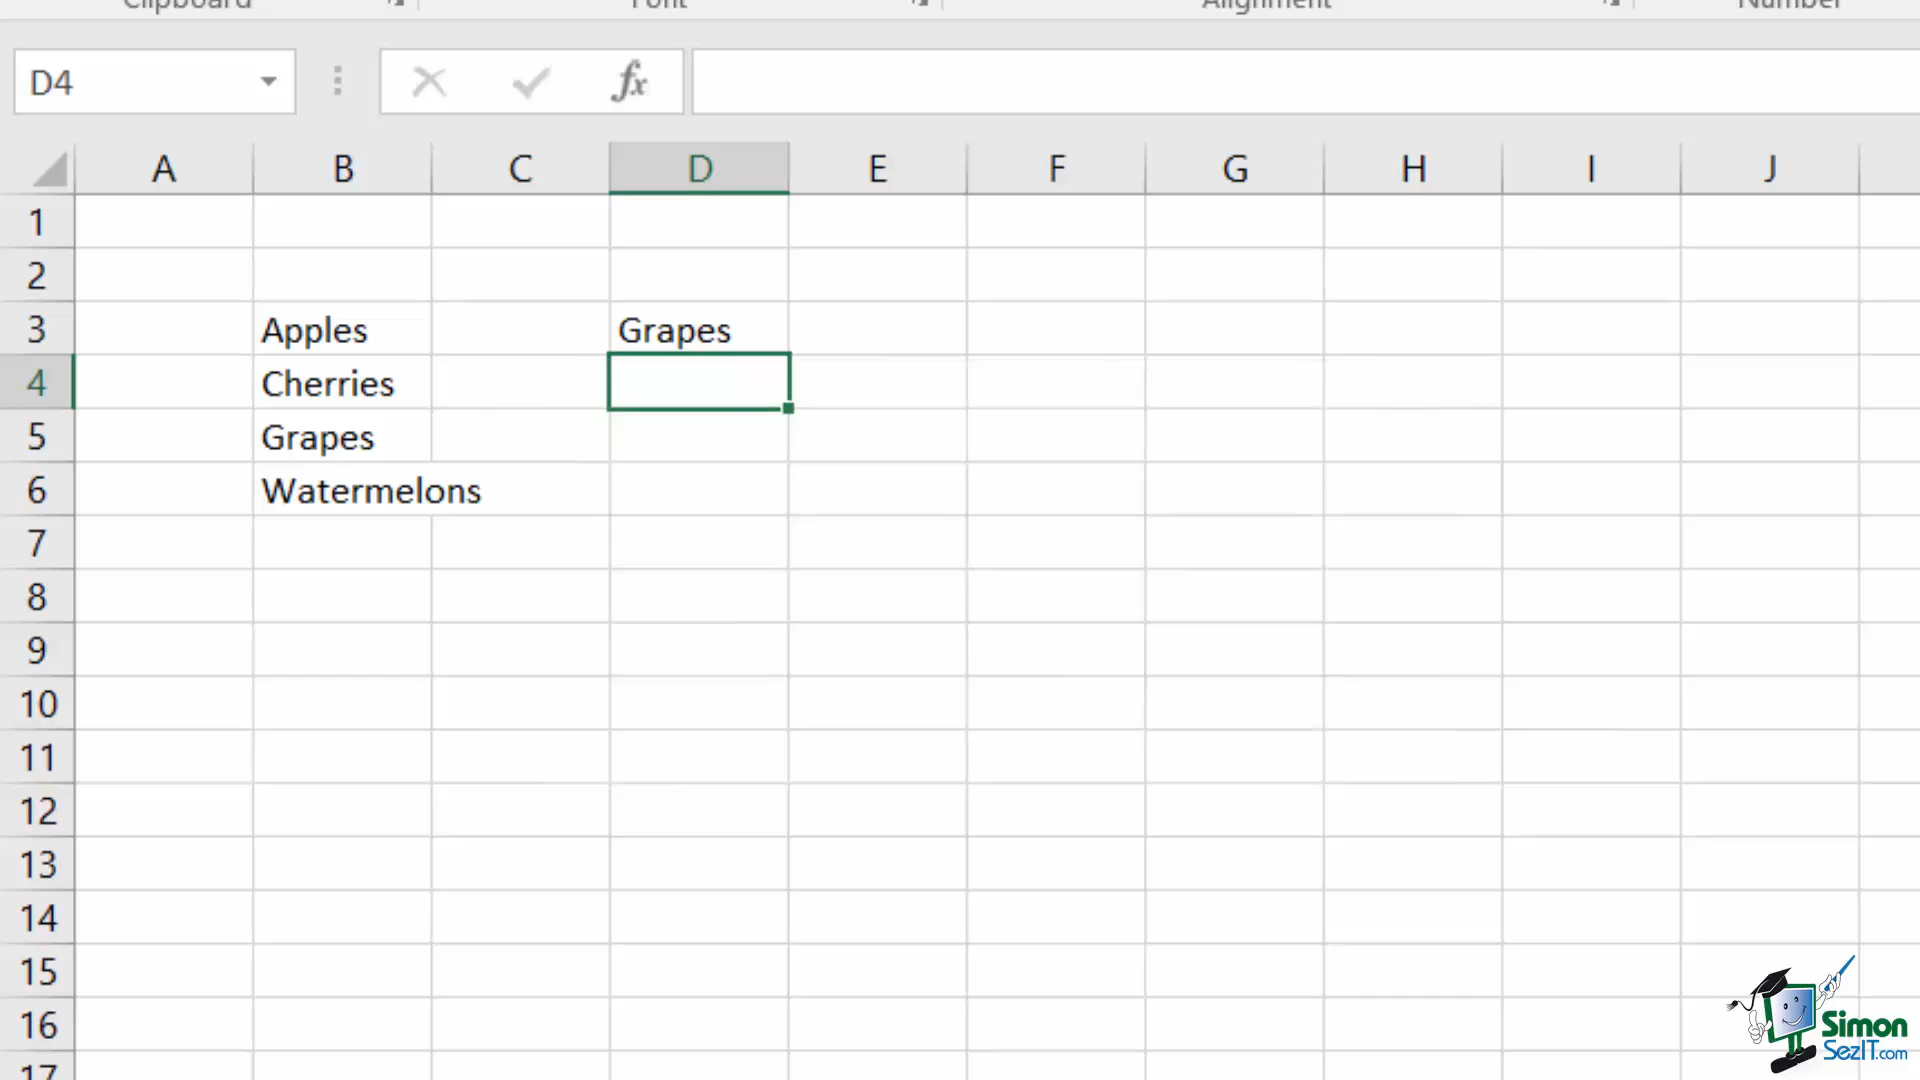 Clipboard Font Alignment Number
D4 fx
A B C D E F G H I J
1
2
3 Apples Grapes
4 Cherries
5 Grapes
6 Watermelons
7
8
9
10
11
12
13
14
15
16
17
Simon
SezIT.com